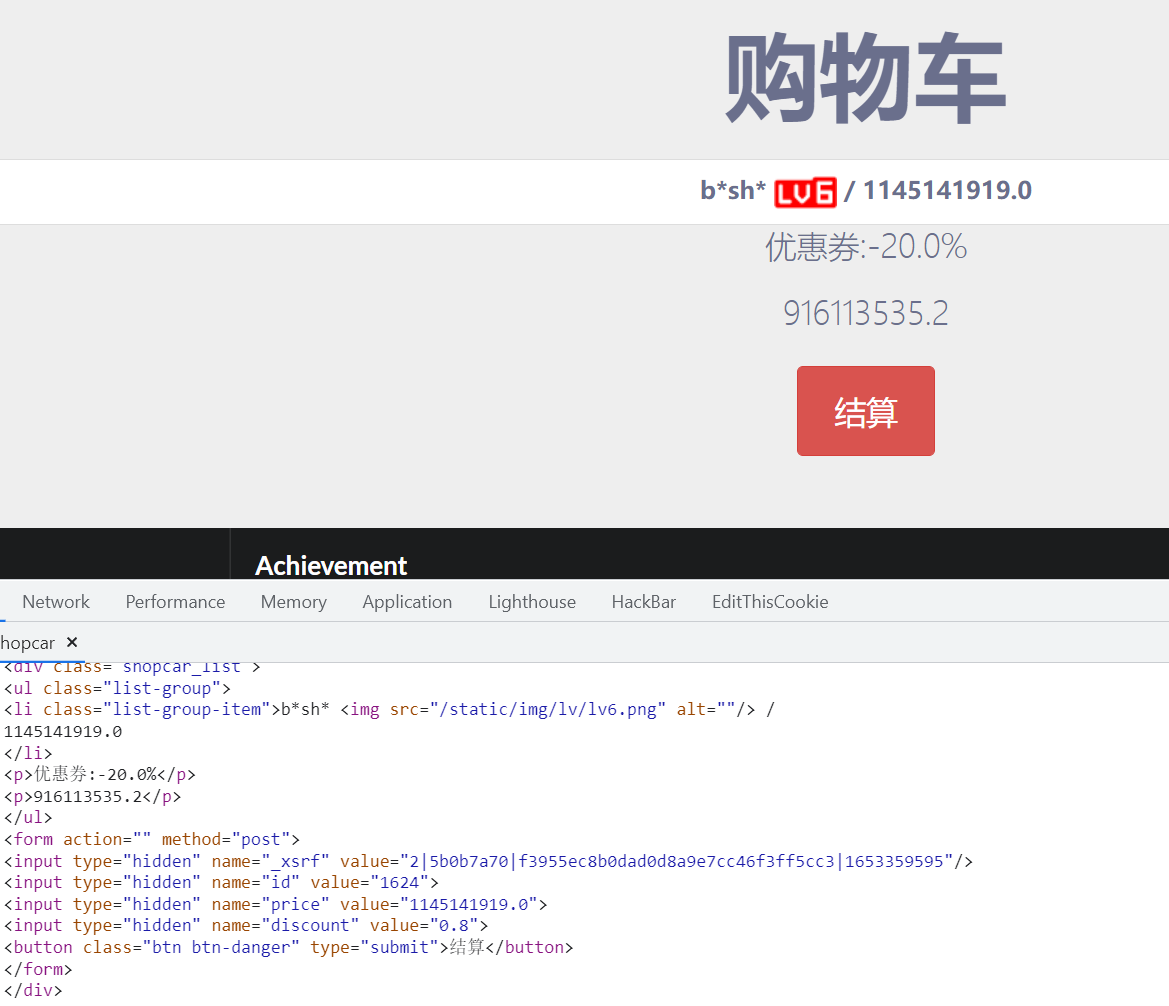 购物车
b*sh* LV6 / 1145141919.0
优惠券:-20.0%
916113535.2
结算
Achievement
Network Performance Memory Application Lighthouse HackBar EditThisCookie
hopcar ×
<div class="shopcar_list">
<ul class="list-group">
<li class="list-group-item">b*sh* <img src="/static/img/lv/lv6.png" alt=""/> /
1145141919.0
</li>
<p>优惠券:-20.0%</p>
<p>916113535.2</p>
</ul>
<form action="" method="post">
<input type="hidden" name="_xsrf" value="2|5b0b7a70|f3955ec8b0dad0d8a9e7cc46f3ff5cc3|1653359595"/>
<input type="hidden" name="id" value="1624">
<input type="hidden" name="price" value="1145141919.0">
<input type="hidden" name="discount" value="0.8">
<button class="btn btn-danger" type="submit">结算</button>
</form>
</div>